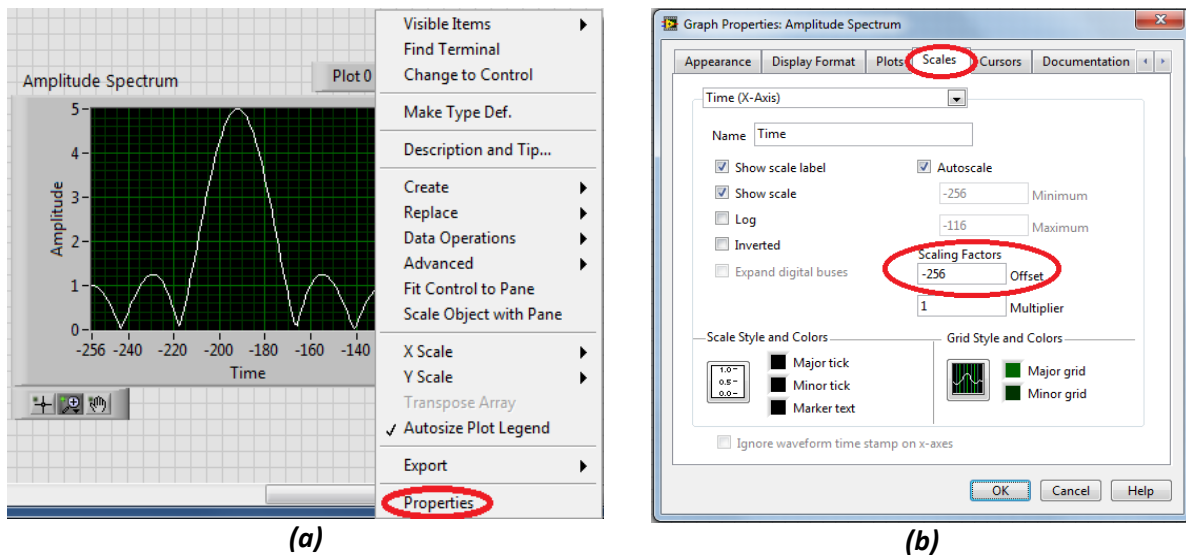 Amplitude Spectrum
Plot 0
Amplitude
5
4
3
2
1
0
-256 -240 -220 -200 -180 -160 -140
Time
Visible Items
Find Terminal
Change to Control
Make Type Def.
Description and Tip...
Create
Replace
Data Operations
Advanced
Fit Control to Pane
Scale Object with Pane
X Scale
Y Scale
Transpose Array
✓ Autosize Plot Legend
Export
Properties
(a)
Graph Properties: Amplitude Spectrum
Appearance Display Format Plots Scales Cursors Documentation
Time (X-Axis)
Name Time
Show scale label
Autoscale
Show scale
-256 Minimum
Log
-116 Maximum
Inverted
Scaling Factors
Expand digital buses
-256 Offset
1 Multiplier
Scale Style and Colors
Grid Style and Colors
1.0
0.5
0.0
Major tick
Minor tick
Marker text
Major grid
Minor grid
Ignore waveform time stamp on x-axes
OK Cancel Help
(b)